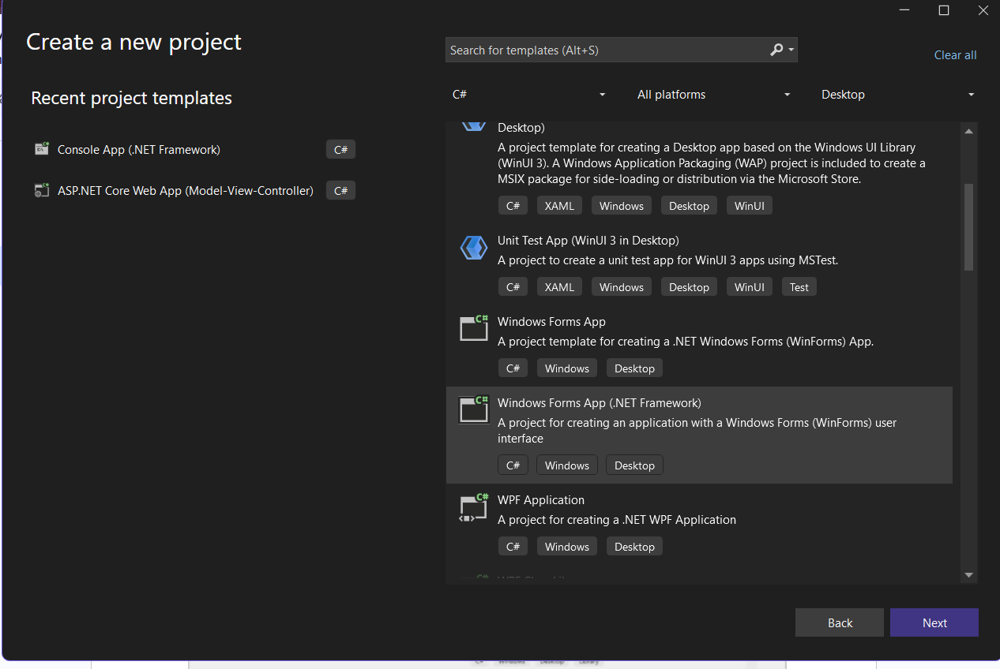 Create a new project
Search for templates (Alt+S)
Clear all
Recent project templates
C#
All platforms
Desktop
Console App (.NET Framework)
C#
ASP.NET Core Web App (Model-View-Controller)
C#
Desktop)
A project template for creating a Desktop app based on the Windows UI Library
(WinUI 3). A Windows Application Packaging (WAP) project is included to create a
MSIX package for side-loading or distribution via the Microsoft Store.
C# XAML Windows Desktop WinUI
Unit Test App (WinUI 3 in Desktop)
A project to create a unit test app for WinUI 3 apps using MSTest.
C# XAML Windows Desktop WinUI Test
C#
Windows Forms App
A project template for creating a .NET Windows Forms (WinForms) App.
C# Windows Desktop
C#
Windows Forms App (.NET Framework)
A project for creating an application with a Windows Forms (WinForms) user
interface
C# Windows Desktop
C#
WPF Application
A project for creating a .NET WPF Application
C# Windows Desktop
Back
Next